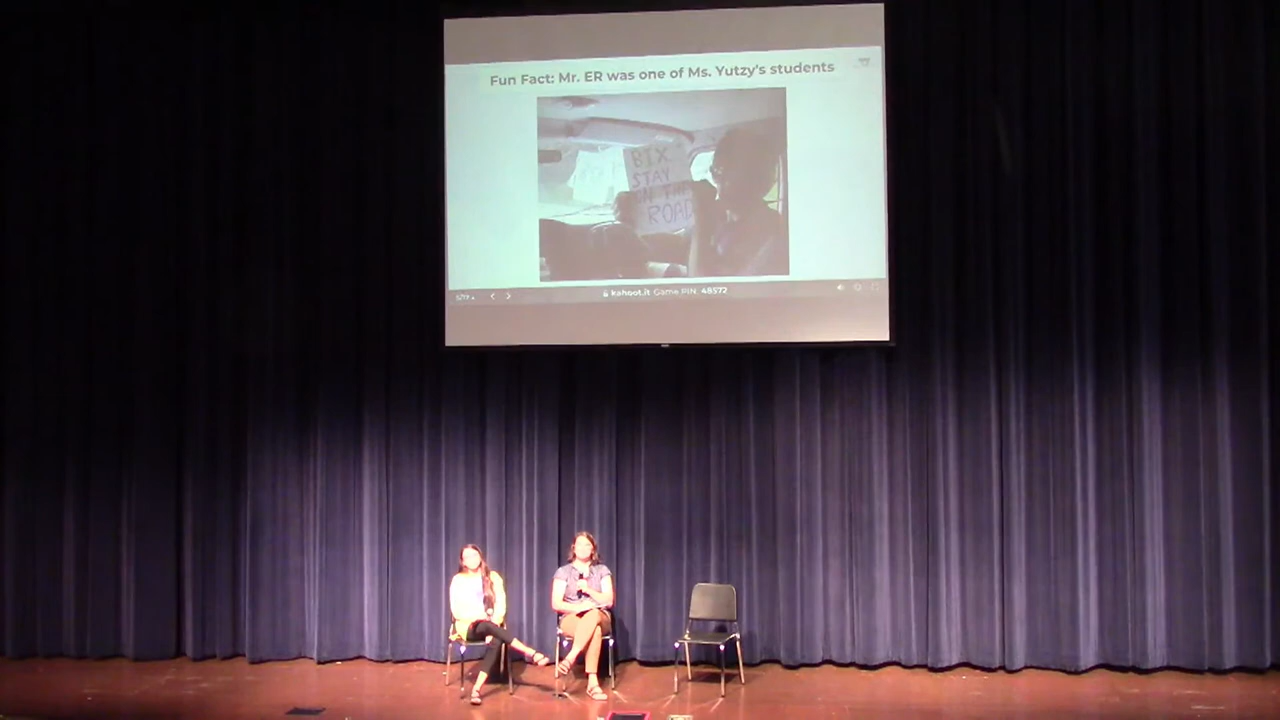 Fun Fact: Mr. ER was one of Ms. Yutzy's students
BIX
STAY
ROAD
kahoot.it Game PIN: 48572